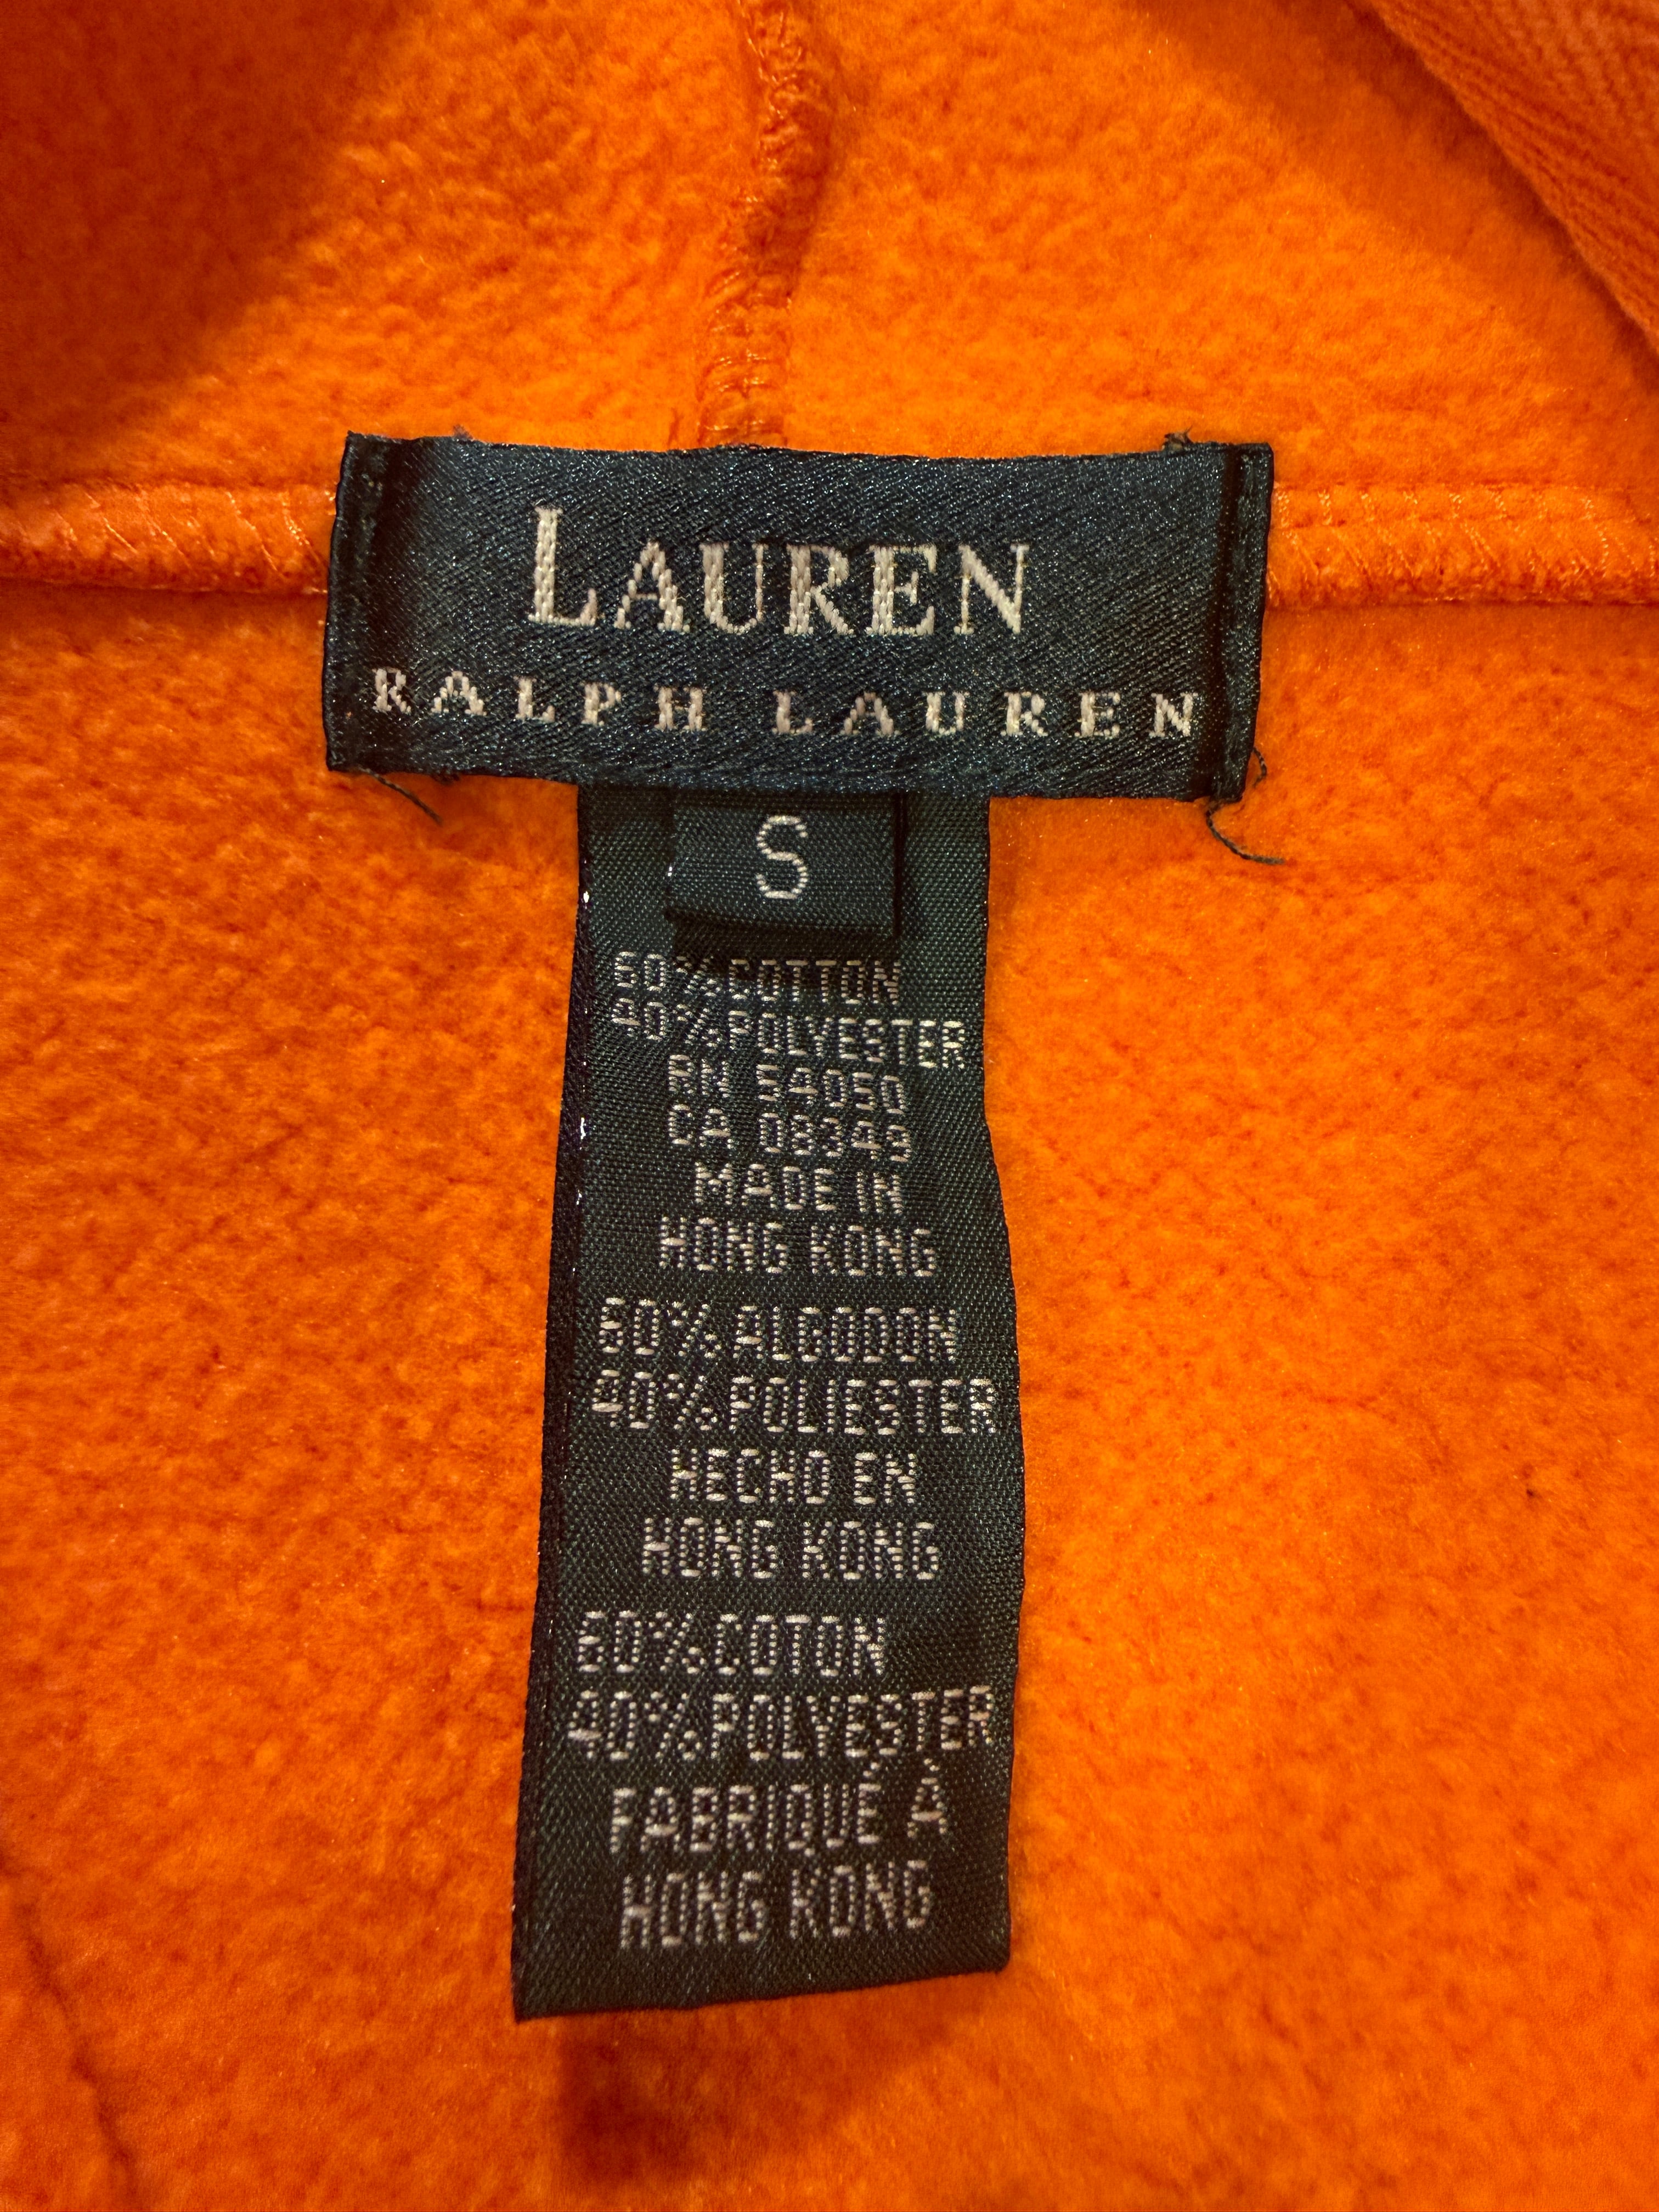 LAUREN
RALPH LAUREN
S
60% COTTON
40% POLYESTER
RN 54050
CA 08349
MADE IN
HONG KONG
60% ALGODON
40% POLIESTER
HECHO EN
HONG KONG
60% COTON
40% POLYESTER
FABRIQUÉ À
HONG KONG